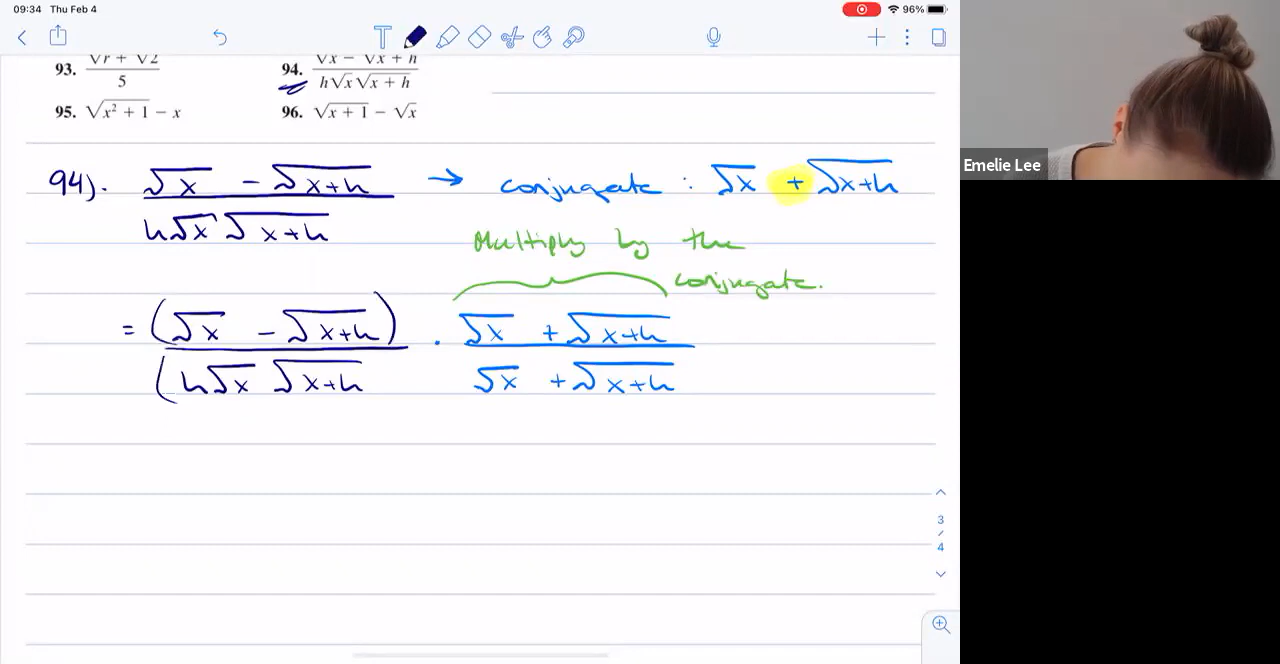 09:34 Thu Feb 4
96%
93. √r + √2 / 5
94. √x − √x + h / h√x√x + h
95. √x² + 1 − x
96. √x + 1 − √x
Emelie Lee
94). √x − √x+h / h√x √x+h → conjugate : √x + √x+h
Multiply by the
conjugate.
= (√x − √x+h) / (h√x √x+h · √x + √x+h / √x + √x+h
3 / 4